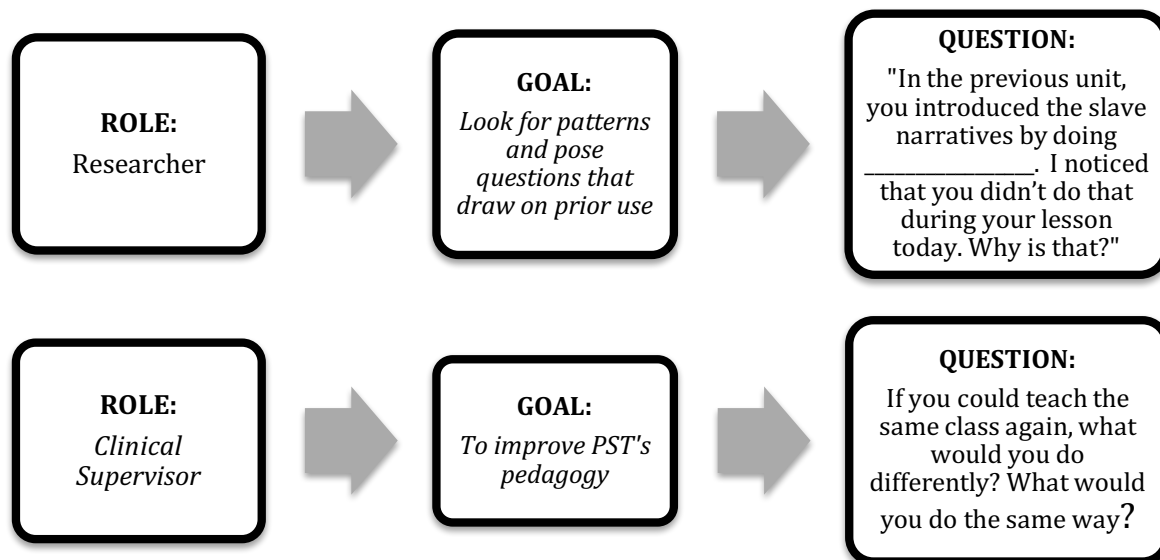 ROLE:
Researcher
GOAL:
Look for patterns
and pose
questions that
draw on prior use
QUESTION:
"In the previous unit,
you introduced the slave
narratives by doing
_________________. I noticed
that you didn’t do that
during your lesson
today. Why is that?"
ROLE:
Clinical
Supervisor
GOAL:
To improve PST's
pedagogy
QUESTION:
If you could teach the
same class again, what
would you do
differently? What would
you do the same way?